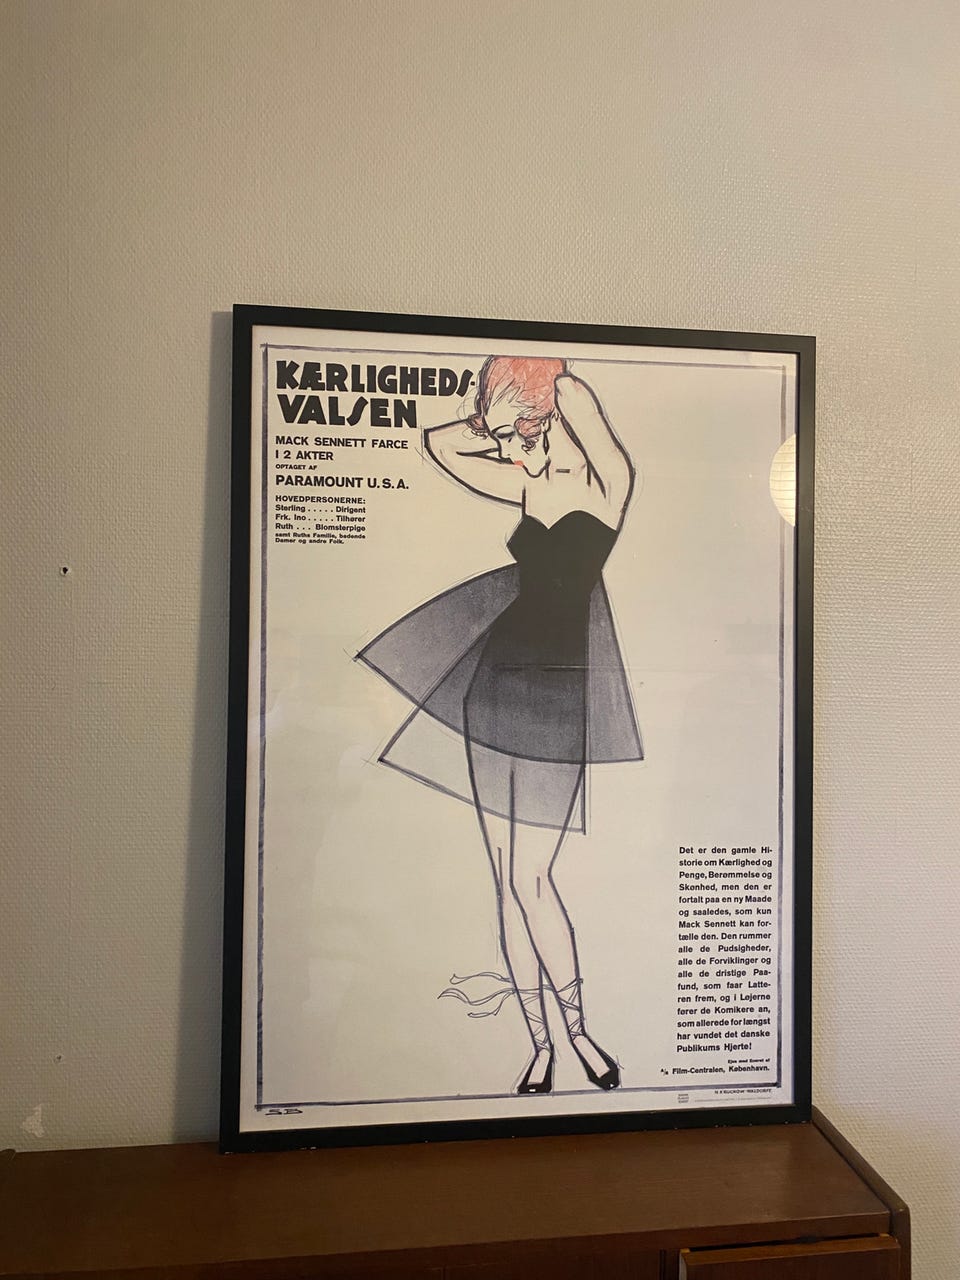 KÆRLIGHEDS-
VALSEN
MACK SENNETT FARCE
I 2 AKTER
OPTAGET AF
PARAMOUNT U.S.A.
HOVEDPERSONERNE:
Sterling . . . . . Dirigent
Frk. Ino . . . . . Tilhører
Ruth . . . Blomsterpige
samt Ruths Familie, bedende
Damer og andre Folk.
Det er den gamle Hi-
storie om Kærlighed og
Penge, Berømmelse og
Skønhed, men den er
fortalt paa en ny Maade
og saaledes, som kun
Mack Sennett kan for-
tælle den. Den rummer
alle de Pudsigheder,
alle de Forviklinger og
alle de dristige Paa-
fund, som faar Latte-
ren frem, og i Løjerne
fører de Komikere an,
som allerede for længst
har vundet det danske
Publikums Hjerte!
Ejes med Eneret af
A/S Film-Centralen, København.
SB